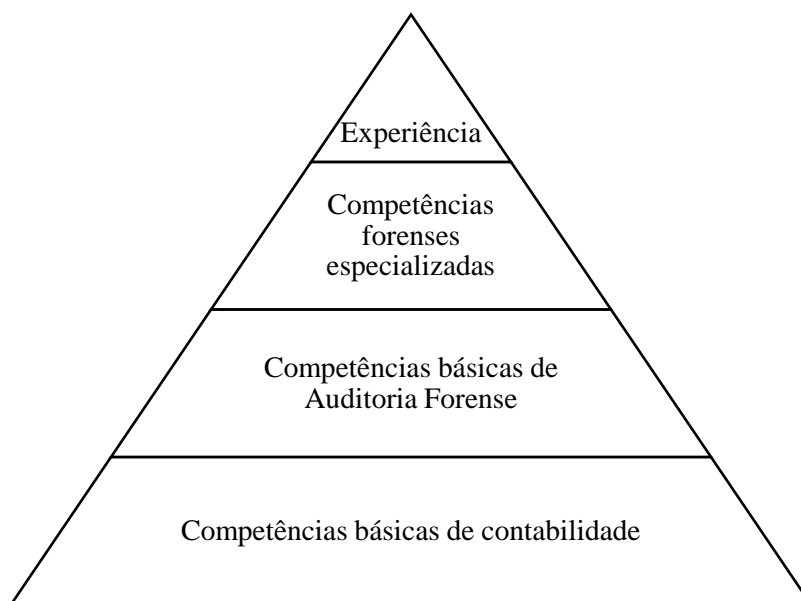 Experiência
Competências
forenses
especializadas
Competências básicas de
Auditoria Forense
Competências básicas de contabilidade